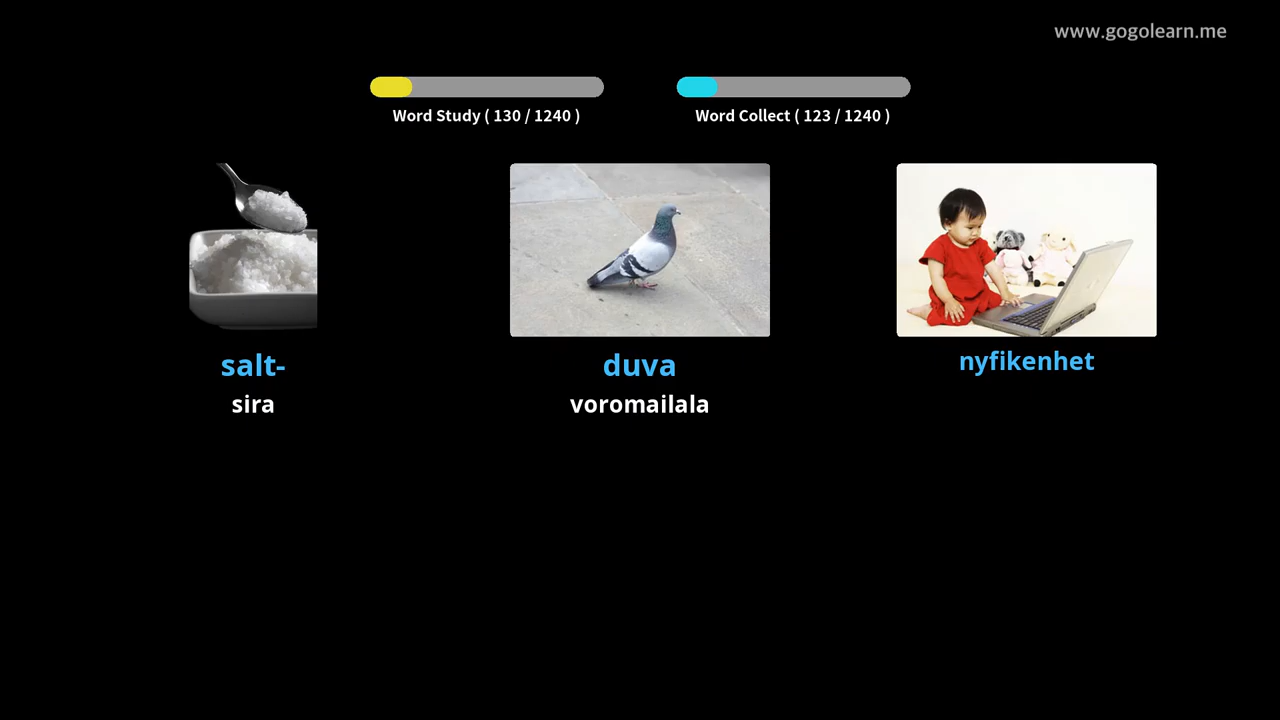 www.gogolearn.me
Word Study ( 130 / 1240 )
Word Collect ( 123 / 1240 )
salt-
sira
duva
voromailala
nyfikenhet